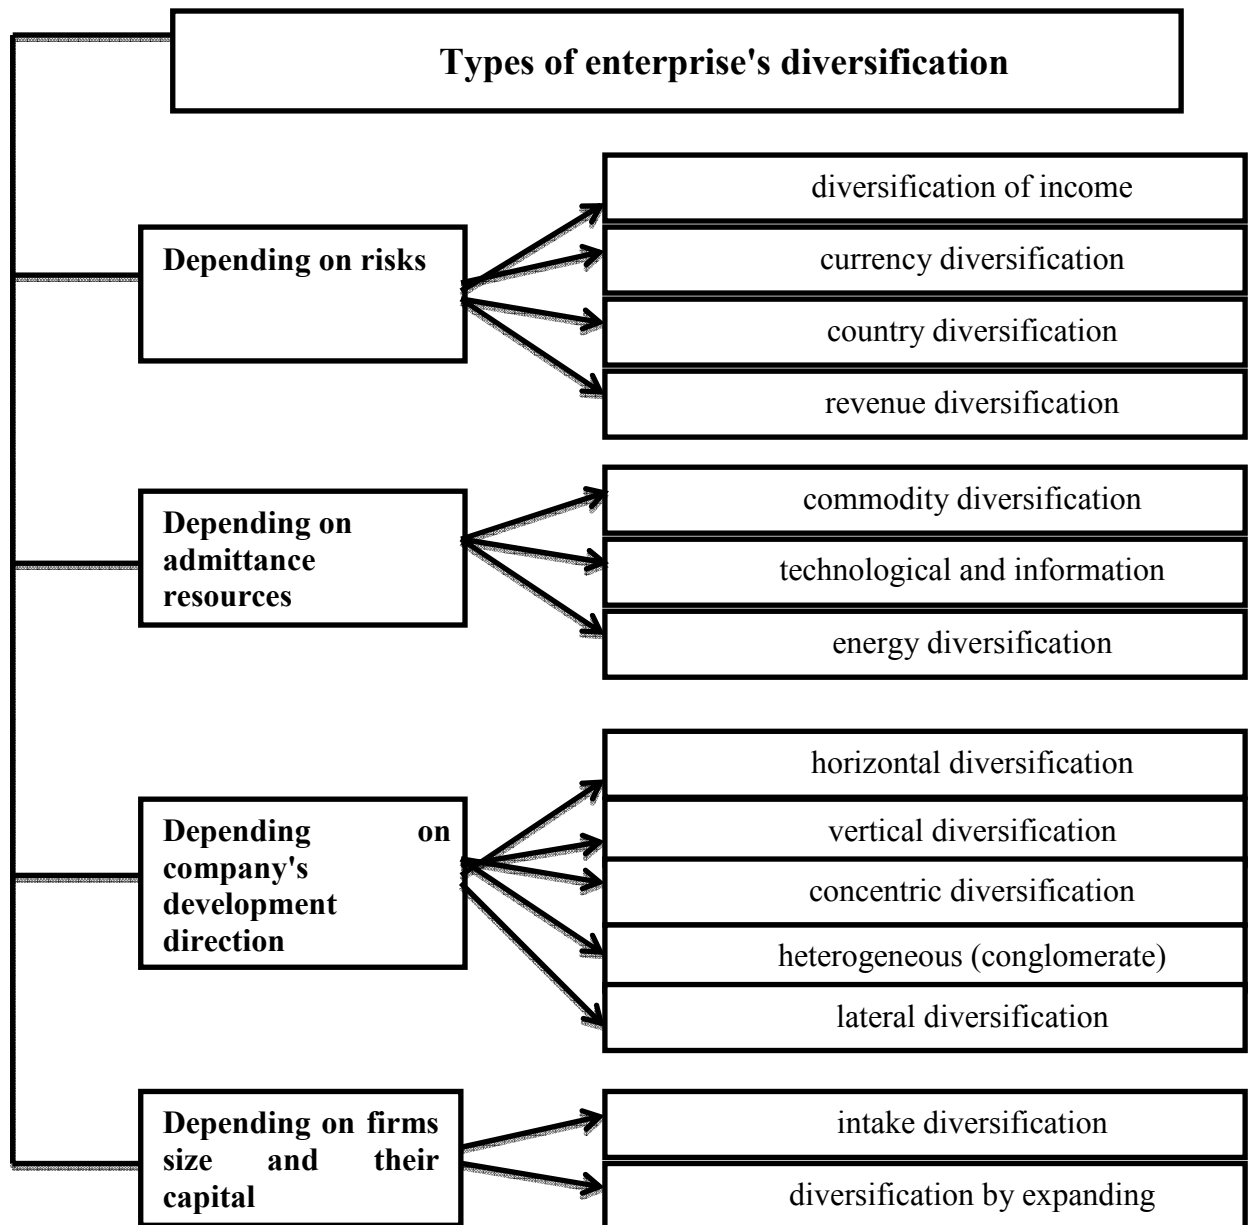 Types of enterprise's diversification
Depending on risks
diversification of income
currency diversification
country diversification
revenue diversification
Depending on
admittance
resources
commodity diversification
technological and information
energy diversification
Depending on
company's
development
direction
horizontal diversification
vertical diversification
concentric diversification
heterogeneous (conglomerate)
lateral diversification
Depending on firms
size and their
capital
intake diversification
diversification by expanding